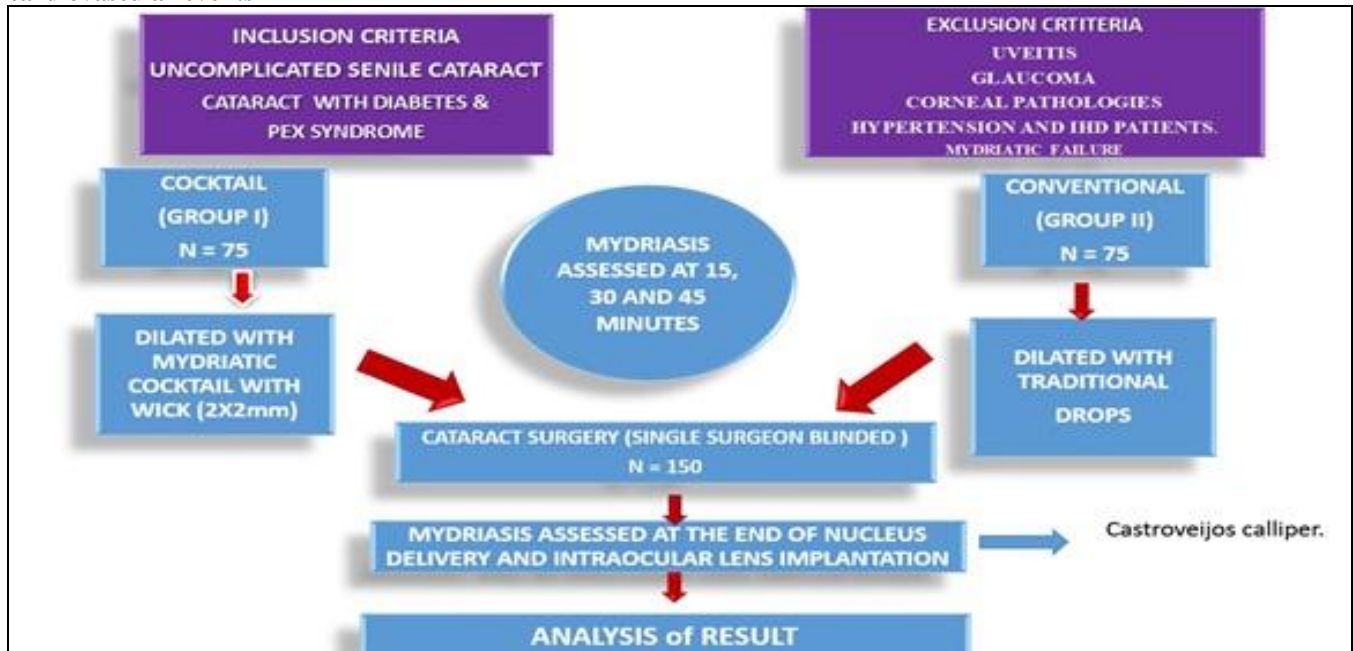 INCLUSION CRITERIA
UNCOMPLICATED SENILE CATARACT
CATARACT WITH DIABETES &
PEX SYNDROME
EXCLUSION CRTITERIA
UVEITIS
GLAUCOMA
CORNEAL PATHOLOGIES
HYPERTENSION AND IHD PATIENTS.
MYDRIATIC FAILURE
COCKTAIL
(GROUP I)
N = 75
MYDRIASIS
ASSESSED AT 15,
30 AND 45
MINUTES
CONVENTIONAL
(GROUP II)
N = 75
DILATED WITH
MYDRIATIC
COCKTAIL WITH
WICK (2X2mm)
DILATED WITH
TRADITIONAL
DROPS
CATARACT SURGERY (SINGLE SURGEON BLINDED )
N = 150
MYDRIASIS ASSESSED AT THE END OF NUCLEUS
DELIVERY AND INTRAOCULAR LENS IMPLANTATION
Castroveijos calliper.
ANALYSIS of RESULT